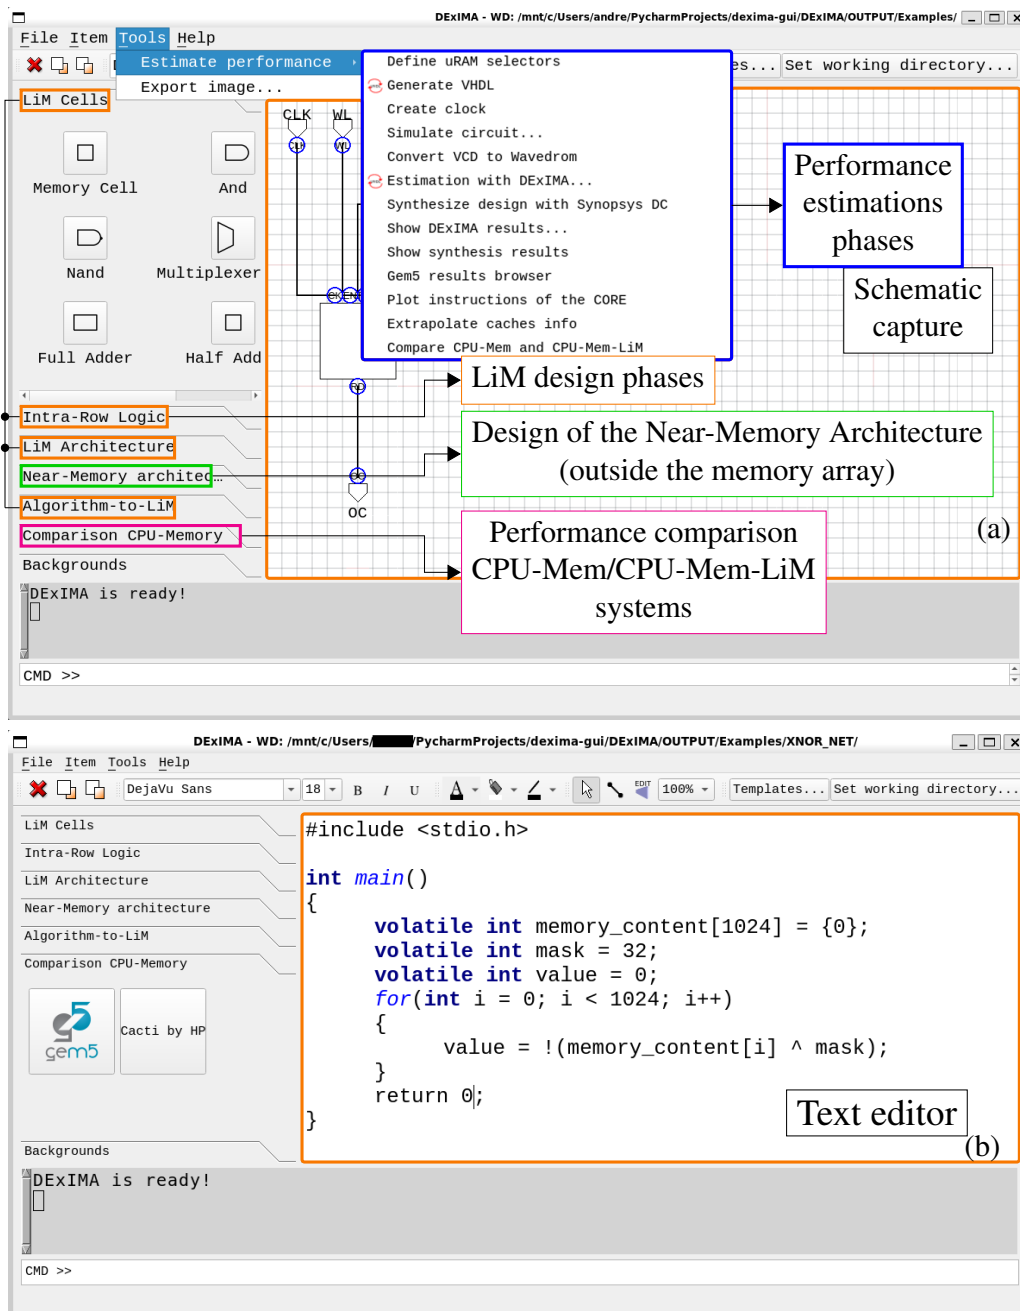 DExIMA - WD: /mnt/c/Users/andre/PycharmProjects/dexima-gui/DExIMA/OUTPUT/Examples/
File Item Tools Help
Estimate performance
Export image...
es... Set working directory...
Define uRAM selectors
Generate VHDL
Create clock
Simulate circuit...
Convert VCD to Wavedrom
Estimation with DExIMA...
Synthesize design with Synopsys DC
Show DExIMA results...
Show synthesis results
Gem5 results browser
Plot instructions of the CORE
Extrapolate caches info
Compare CPU-Mem and CPU-Mem-LiM
LiM Cells
Memory Cell And
Nand Multiplexer
Full Adder Half Add
Intra-Row Logic
LiM Architecture
Near-Memory architec...
Algorithm-to-LiM
Comparison CPU-Memory
Backgrounds
CLK WL
CLK WL
OC
Performance
estimations
phases
Schematic
capture
LiM design phases
Design of the Near-Memory Architecture
(outside the memory array)
Performance comparison
CPU-Mem/CPU-Mem-LiM
systems
(a)
DExIMA is ready!
CMD >>
DExIMA - WD: /mnt/c/Users/ /PycharmProjects/dexima-gui/DExIMA/OUTPUT/Examples/XNOR_NET/
File Item Tools Help
DejaVu Sans 18 B I U A EDIT 100% Templates... Set working directory...
LiM Cells
Intra-Row Logic
LiM Architecture
Near-Memory architecture
Algorithm-to-LiM
Comparison CPU-Memory
gem5
Cacti by HP
Backgrounds
#include <stdio.h>
int main()
{
volatile int memory_content[1024] = {0};
volatile int mask = 32;
volatile int value = 0;
for(int i = 0; i < 1024; i++)
{
value = !(memory_content[i] ^ mask);
}
return 0;
}
Text editor
(b)
DExIMA is ready!
CMD >>